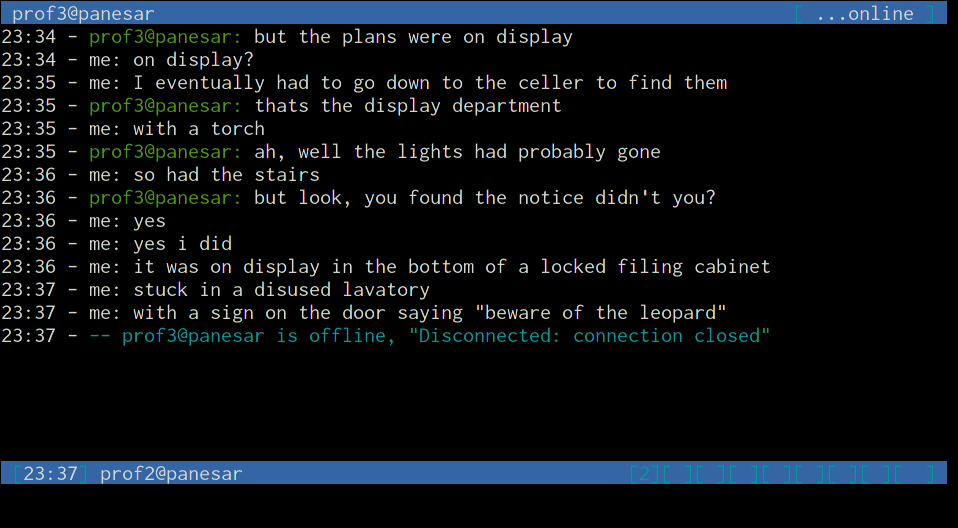 prof3@panesar [ ...online ]
23:34 - prof3@panesar: but the plans were on display
23:34 - me: on display?
23:35 - me: I eventually had to go down to the celler to find them
23:35 - prof3@panesar: thats the display department
23:35 - me: with a torch
23:35 - prof3@panesar: ah, well the lights had probably gone
23:36 - me: so had the stairs
23:36 - prof3@panesar: but look, you found the notice didn't you?
23:36 - me: yes
23:36 - me: yes i did
23:36 - me: it was on display in the bottom of a locked filing cabinet
23:37 - me: stuck in a disused lavatory
23:37 - me: with a sign on the door saying "beware of the leopard"
23:37 - -- prof3@panesar is offline, "Disconnected: connection closed"
[23:37] prof2@panesar [2][ ][ ][ ][ ][ ][ ][ ][ ]